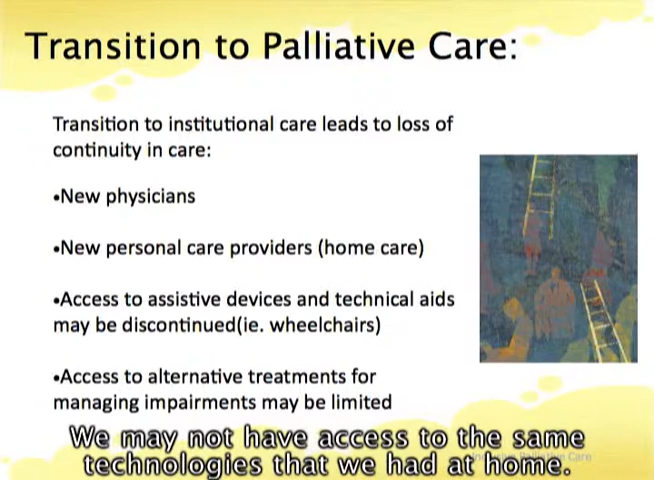 Transition to Palliative Care:
Transition to institutional care leads to loss of
continuity in care:
•New physicians
•New personal care providers (home care)
•Access to assistive devices and technical aids
may be discontinued(ie. wheelchairs)
•Access to alternative treatments for
managing impairments may be limited
We may not have access to the same
technologies that we had at home.
Palliative Care